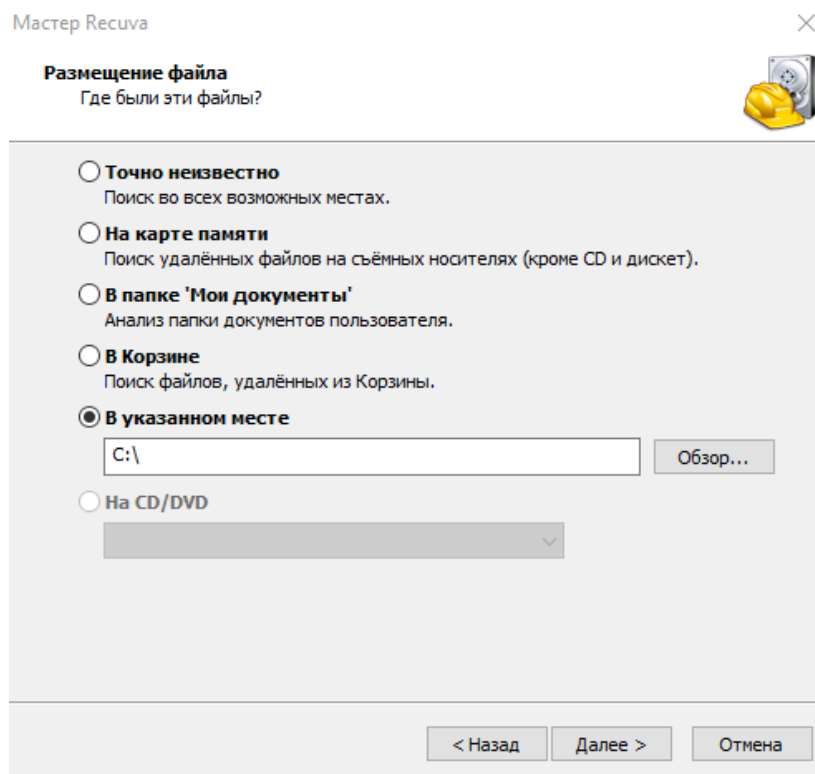 Мастер Recuva
Размещение файла
Где были эти файлы?
Точно неизвестно
Поиск во всех возможных местах.
На карте памяти
Поиск удалённых файлов на съёмных носителях (кроме CD и дискет).
В папке 'Мои документы'
Анализ папки документов пользователя.
В Корзине
Поиск файлов, удалённых из Корзины.
В указанном месте
C:\
Обзор...
На CD/DVD
< Назад
Далее >
Отмена